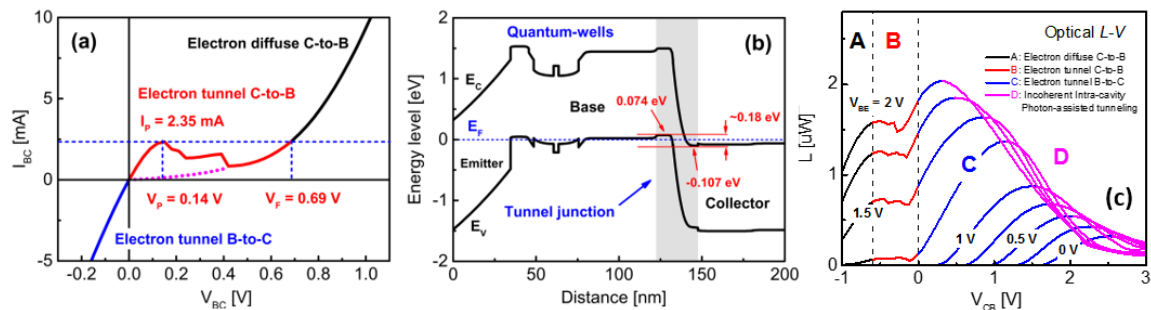 (a)
Electron diffuse C-to-B
Electron tunnel C-to-B
I_P = 2.35 mA
V_P = 0.14 V
V_F = 0.69 V
Electron tunnel B-to-C
10
5
0
-5
I_BC [mA]
0.0
0.2
0.4
0.6
0.8
1.0
V_BC [V]
(b)
Quantum-wells
E_C
Base
0.074 eV
~0.18 eV
E_F
Emitter
-0.107 eV
Tunnel junction
Collector
E_V
2
1
0
-1
-2
Energy level [eV]
0
50
100
150
200
Distance [nm]
A
B
Optical L-V
A: Electron diffuse C-to-B
B: Electron tunnel C-to-B
C: Electron tunnel B-to-C
D: Incoherent Intra-cavity
Photon-assisted tunneling
V_BE = 2 V
C
D
(c)
1.5 V
1 V
0.5 V
0 V
2
1
0
L [uW]
-1
0
1
2
3
V_CB [V]